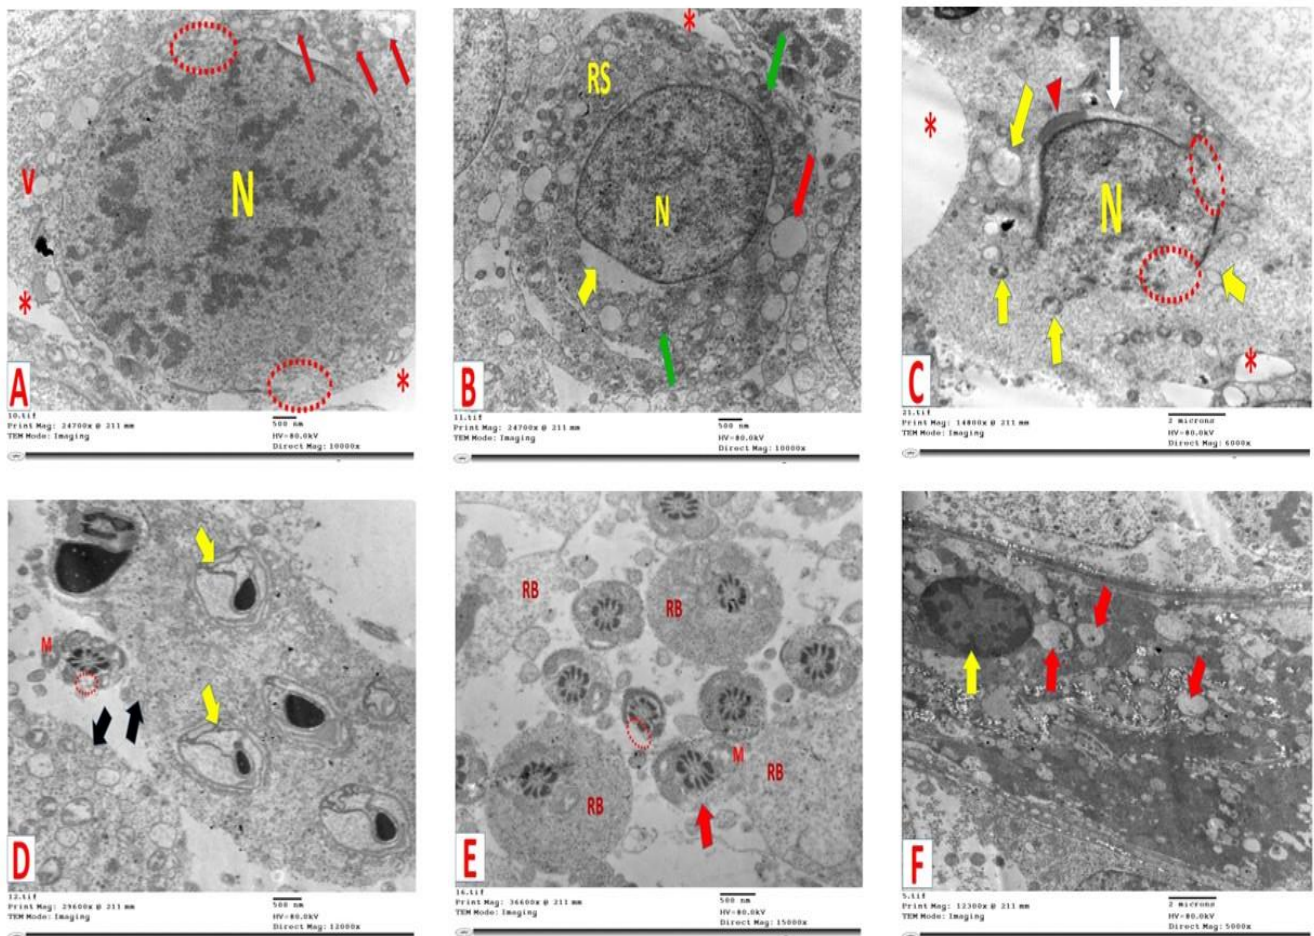 N
V
*
*
A
10.tif
Print Mag: 24700x @ 211 mm
TEM Mode: Imaging
500 nm
HV=80.0kV
Direct Mag: 10000x
*
RS
N
B
11.tif
Print Mag: 24700x @ 211 mm
TEM Mode: Imaging
500 nm
HV=80.0kV
Direct Mag: 10000x
*
N
*
C
21.tif
Print Mag: 14800x @ 211 mm
TEM Mode: Imaging
2 microns
HV=80.0kV
Direct Mag: 6000x
M
D
12.tif
Print Mag: 29600x @ 211 mm
TEM Mode: Imaging
500 nm
HV=80.0kV
Direct Mag: 12000x
RB
RB
M
RB
RB
E
16.tif
Print Mag: 36600x @ 211 mm
TEM Mode: Imaging
500 nm
HV=80.0kV
Direct Mag: 15000x
F
5.tif
Print Mag: 12300x @ 211 mm
TEM Mode: Imaging
2 microns
HV=80.0kV
Direct Mag: 5000x